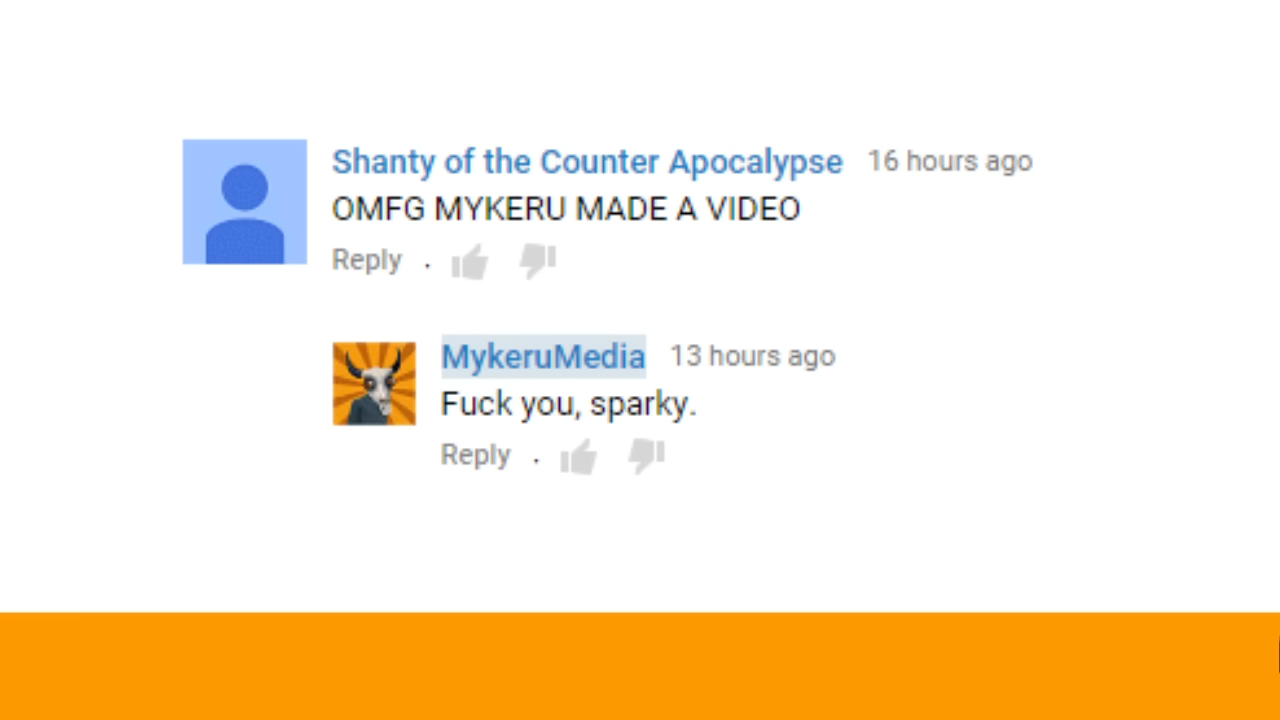 Shanty of the Counter Apocalypse 16 hours ago
OMFG MYKERU MADE A VIDEO
Reply .
MykeruMedia 13 hours ago
Fuck you, sparky.
Reply .